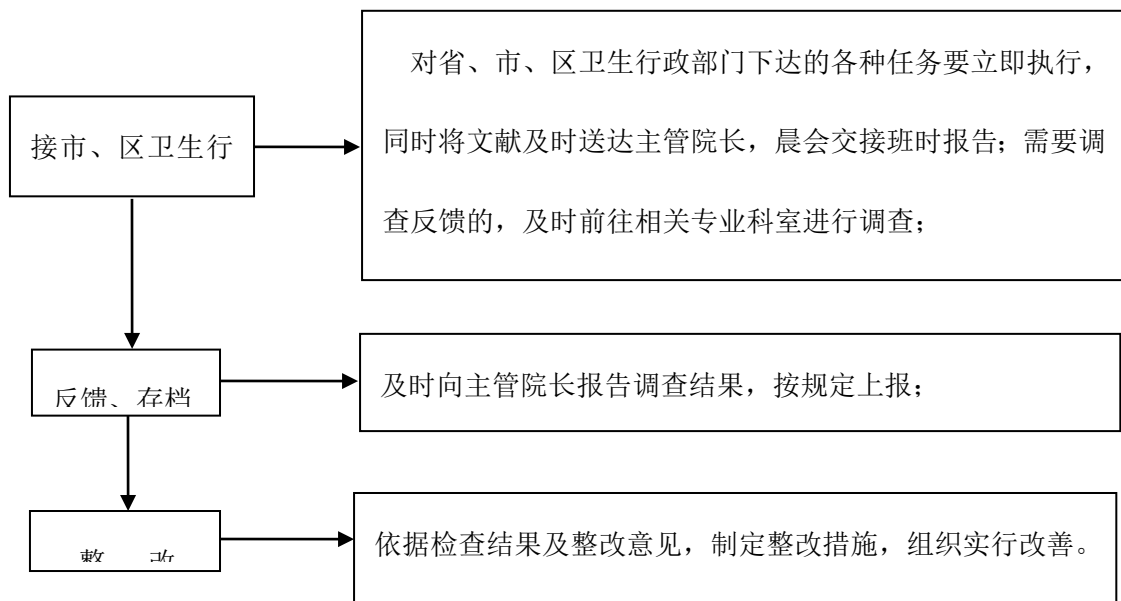 对省、市、区卫生行政部门下达的各种任务要立即执行，
同时将文献及时送达主管院长，晨会交接班时报告；需要调
查反馈的，及时前往相关专业科室进行调查；
接市、区卫生行
反馈、存档
及时向主管院长报告调查结果，按规定上报；
整 改
依据检查结果及整改意见，制定整改措施，组织实行改善。